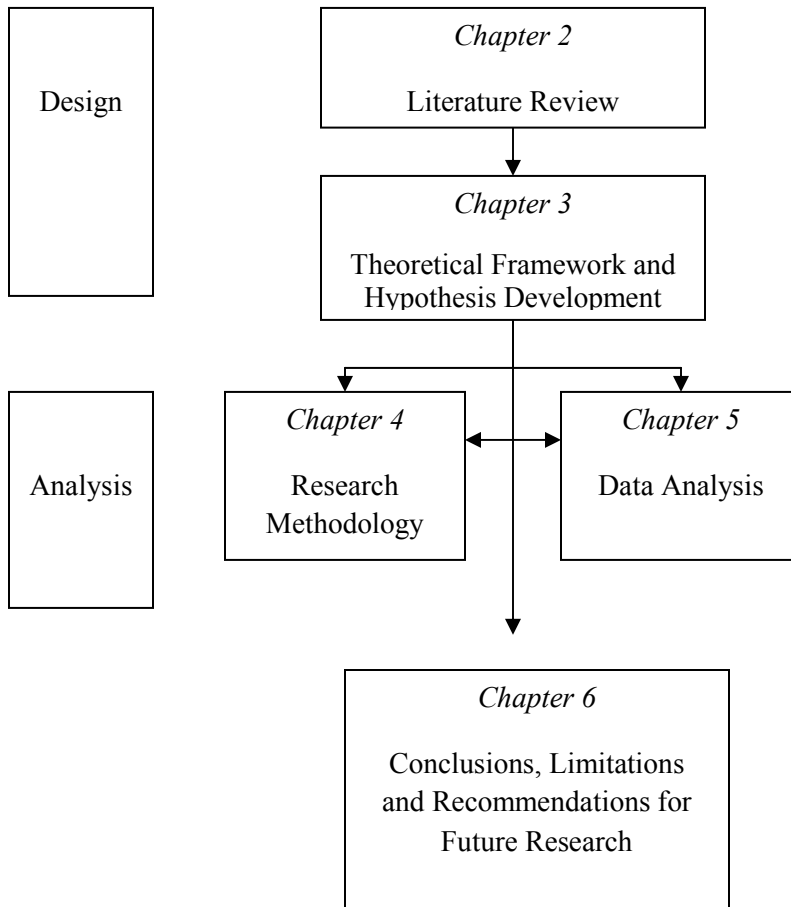 Design
Chapter 2
Literature Review
Chapter 3
Theoretical Framework and
Hypothesis Development
Analysis
Chapter 4
Research
Methodology
Chapter 5
Data Analysis
Chapter 6
Conclusions, Limitations
and Recommendations for
Future Research